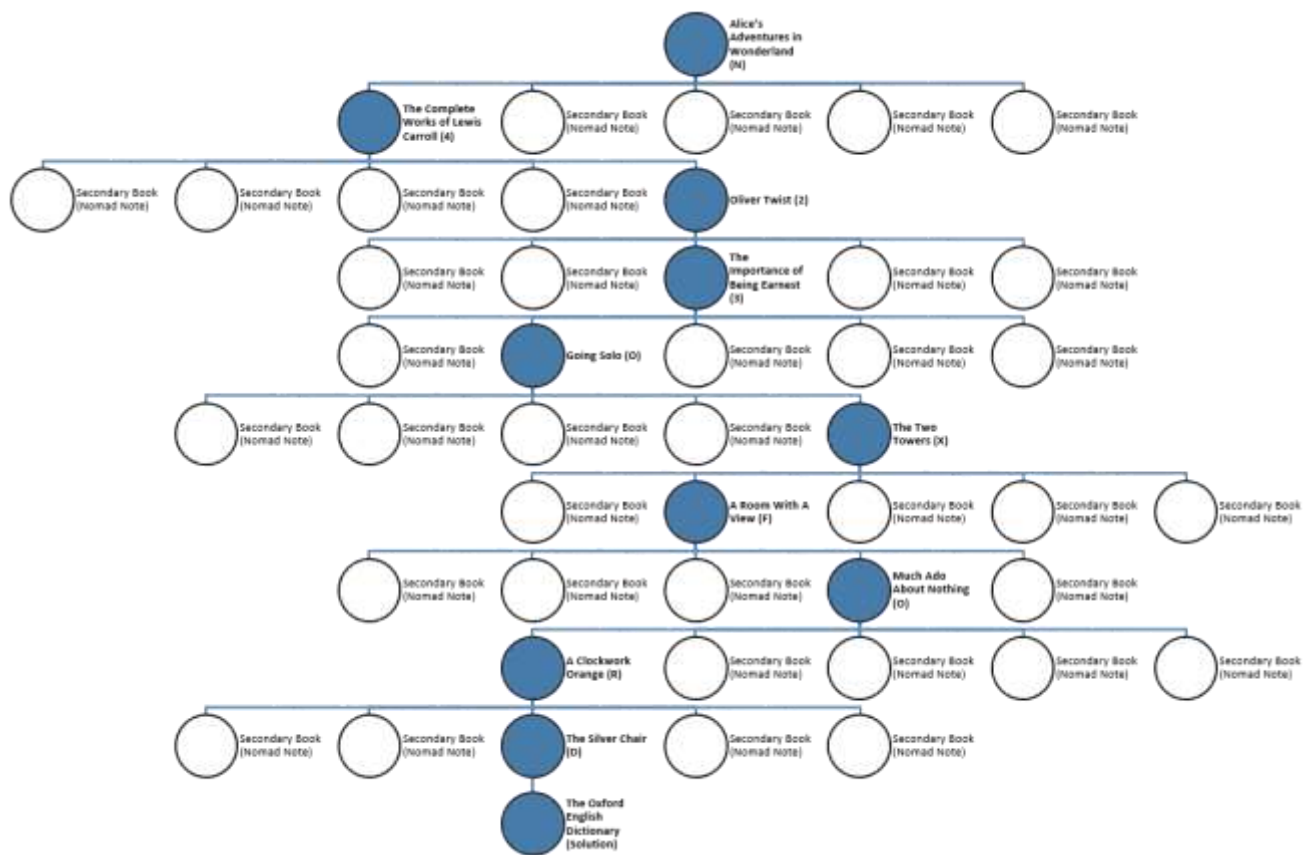 Alice's
Adventures in
Wonderland
(N)
The Complete
Works of Lewis
Carroll (4)
Secondary Book
(Nomad Note)
Secondary Book
(Nomad Note)
Secondary Book
(Nomad Note)
Secondary Book
(Nomad Note)
Secondary Book
(Nomad Note)
Secondary Book
(Nomad Note)
Secondary Book
(Nomad Note)
Secondary Book
(Nomad Note)
Oliver Twist (2)
Secondary Book
(Nomad Note)
Secondary Book
(Nomad Note)
The
Importance of
Being Earnest
(3)
Secondary Book
(Nomad Note)
Secondary Book
(Nomad Note)
Secondary Book
(Nomad Note)
Going Solo (O)
Secondary Book
(Nomad Note)
Secondary Book
(Nomad Note)
Secondary Book
(Nomad Note)
Secondary Book
(Nomad Note)
Secondary Book
(Nomad Note)
Secondary Book
(Nomad Note)
Secondary Book
(Nomad Note)
The Two
Towers (X)
Secondary Book
(Nomad Note)
A Room With A
View (F)
Secondary Book
(Nomad Note)
Secondary Book
(Nomad Note)
Secondary Book
(Nomad Note)
Secondary Book
(Nomad Note)
Secondary Book
(Nomad Note)
Secondary Book
(Nomad Note)
Much Ado
About Nothing
(O)
Secondary Book
(Nomad Note)
A Clockwork
Orange (R)
Secondary Book
(Nomad Note)
Secondary Book
(Nomad Note)
Secondary Book
(Nomad Note)
Secondary Book
(Nomad Note)
Secondary Book
(Nomad Note)
Secondary Book
(Nomad Note)
The Silver Chair
(D)
Secondary Book
(Nomad Note)
Secondary Book
(Nomad Note)
The Oxford
English
Dictionary
(Solution)